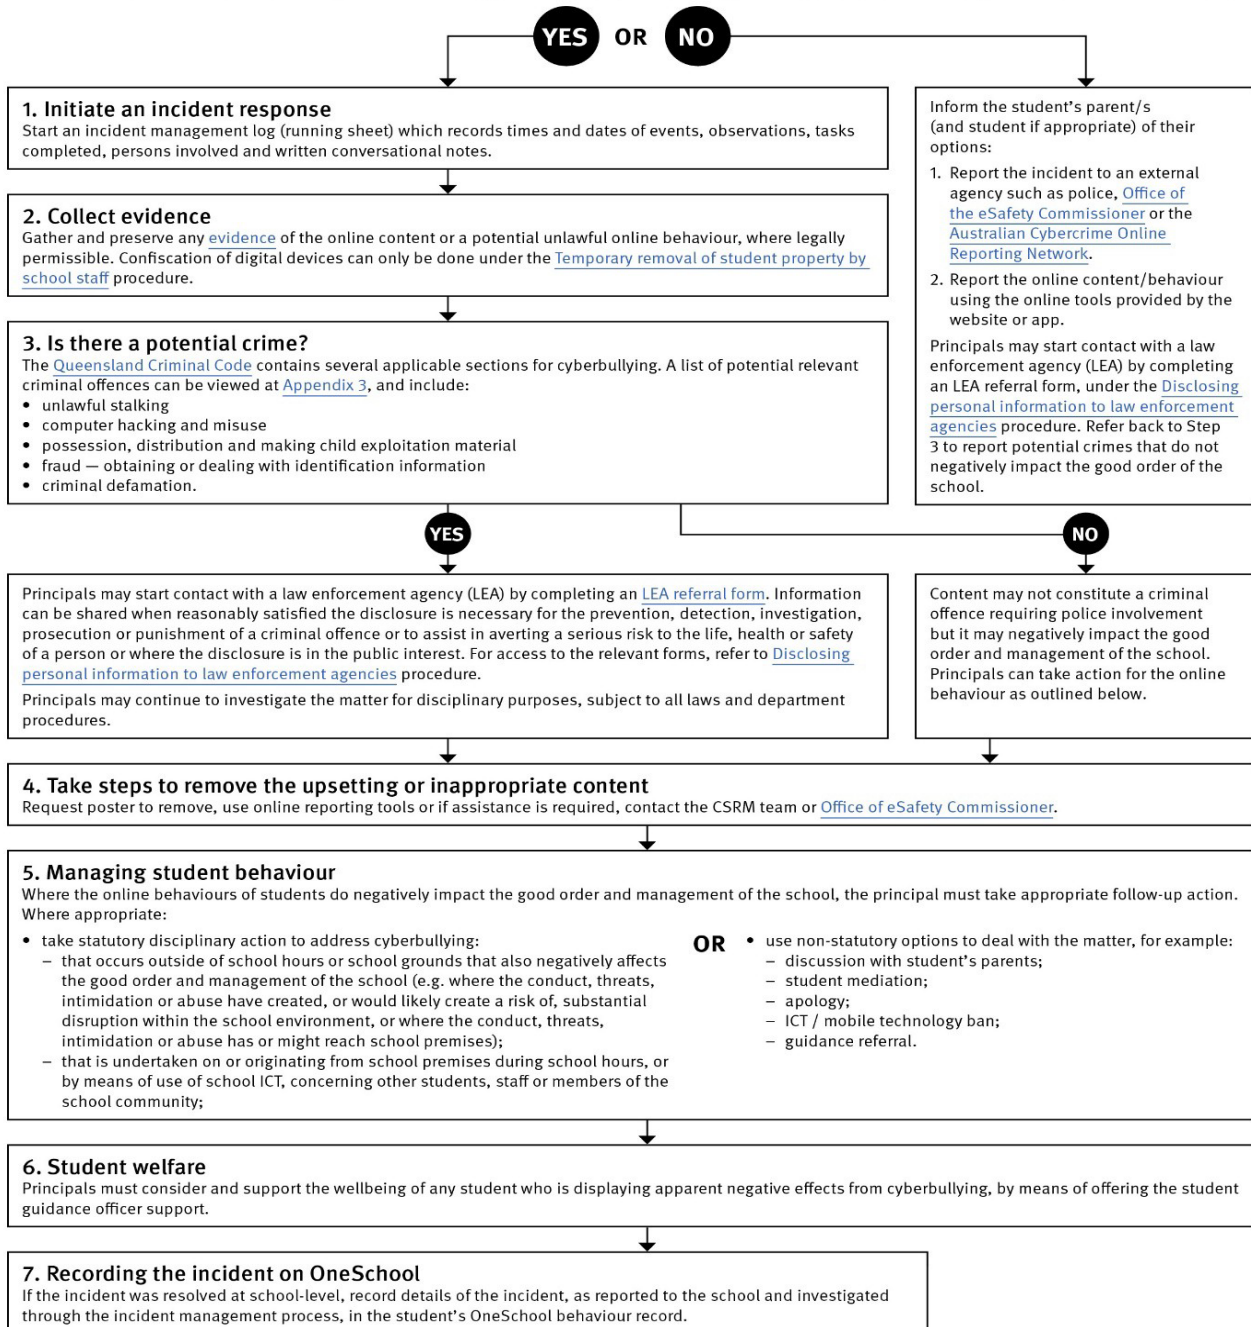 YES OR NO
1. Initiate an incident response
Start an incident management log (running sheet) which records times and dates of events, observations, tasks
completed, persons involved and written conversational notes.
2. Collect evidence
Gather and preserve any evidence of the online content or a potential unlawful online behaviour, where legally
permissible. Confiscation of digital devices can only be done under the Temporary removal of student property by
school staff procedure.
3. Is there a potential crime?
The Queensland Criminal Code contains several applicable sections for cyberbullying. A list of potential relevant
criminal offences can be viewed at Appendix 3, and include:
• unlawful stalking
• computer hacking and misuse
• possession, distribution and making child exploitation material
• fraud — obtaining or dealing with identification information
• criminal defamation.
Inform the student's parent/s
(and student if appropriate) of their
options:
1. Report the incident to an external
agency such as police, Office of
the eSafety Commissioner or the
Australian Cybercrime Online
Reporting Network.
2. Report the online content/behaviour
using the online tools provided by the
website or app.
Principals may start contact with a law
enforcement agency (LEA) by completing
an LEA referral form, under the Disclosing
personal information to law enforcement
agencies procedure. Refer back to Step
3 to report potential crimes that do not
negatively impact the good order of the
school.
YES
NO
Principals may start contact with a law enforcement agency (LEA) by completing an LEA referral form. Information
can be shared when reasonably satisfied the disclosure is necessary for the prevention, detection, investigation,
prosecution or punishment of a criminal offence or to assist in averting a serious risk to the life, health or safety
of a person or where the disclosure is in the public interest. For access to the relevant forms, refer to Disclosing
personal information to law enforcement agencies procedure.
Principals may continue to investigate the matter for disciplinary purposes, subject to all laws and department
procedures.
Content may not constitute a criminal
offence requiring police involvement
but it may negatively impact the good
order and management of the school.
Principals can take action for the online
behaviour as outlined below.
4. Take steps to remove the upsetting or inappropriate content
Request poster to remove, use online reporting tools or if assistance is required, contact the CSRM team or Office of eSafety Commissioner.
5. Managing student behaviour
Where the online behaviours of students do negatively impact the good order and management of the school, the principal must take appropriate follow-up action.
Where appropriate:
• take statutory disciplinary action to address cyberbullying:
– that occurs outside of school hours or school grounds that also negatively affects
the good order and management of the school (e.g. where the conduct, threats,
intimidation or abuse have created, or would likely create a risk of, substantial
disruption within the school environment, or where the conduct, threats,
intimidation or abuse has or might reach school premises);
– that is undertaken on or originating from school premises during school hours, or
by means of use of school ICT, concerning other students, staff or members of the
school community;
OR
• use non-statutory options to deal with the matter, for example:
– discussion with student's parents;
– student mediation;
– apology;
– ICT / mobile technology ban;
– guidance referral.
6. Student welfare
Principals must consider and support the wellbeing of any student who is displaying apparent negative effects from cyberbullying, by means of offering the student
guidance officer support.
7. Recording the incident on OneSchool
If the incident was resolved at school-level, record details of the incident, as reported to the school and investigated
through the incident management process, in the student's OneSchool behaviour record.